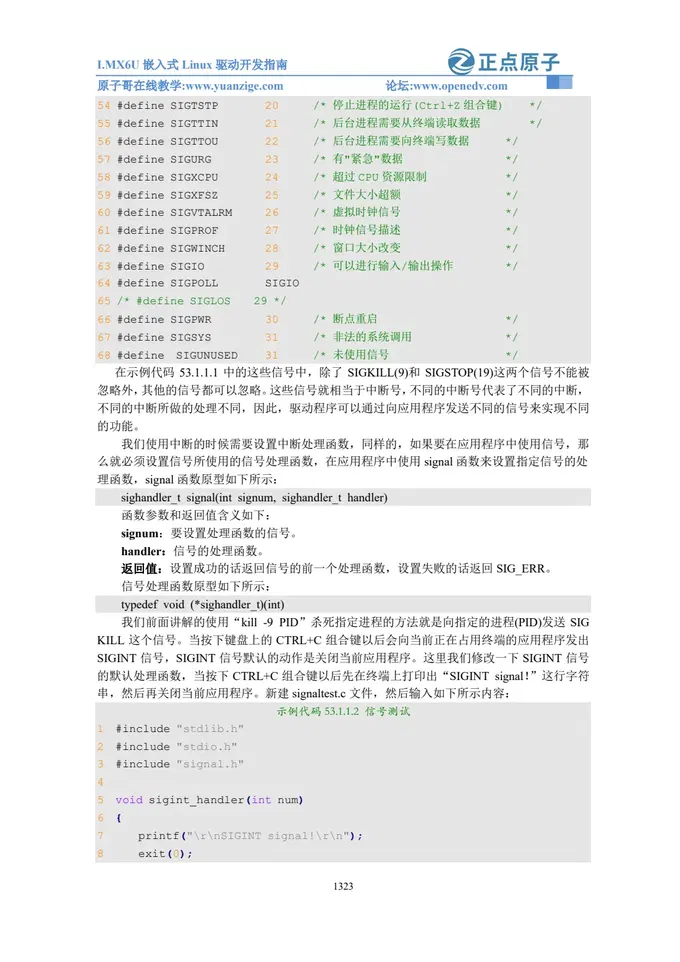 I.MX6U 嵌入式 Linux 驱动开发指南
正点原子
原子哥在线教学:www.yuanzige.com 论坛:www.openedv.com
54 #define SIGTSTP 20 /* 停止进程的运行(Ctrl+Z 组合键) */
55 #define SIGTTIN 21 /* 后台进程需要从终端读取数据 */
56 #define SIGTTOU 22 /* 后台进程需要向终端写数据 */
57 #define SIGURG 23 /* 有"紧急"数据 */
58 #define SIGXCPU 24 /* 超过 CPU 资源限制 */
59 #define SIGXFSZ 25 /* 文件大小超额 */
60 #define SIGVTALRM 26 /* 虚拟时钟信号 */
61 #define SIGPROF 27 /* 时钟信号描述 */
62 #define SIGWINCH 28 /* 窗口大小改变 */
63 #define SIGIO 29 /* 可以进行输入/输出操作 */
64 #define SIGPOLL SIGIO
65 /* #define SIGLOS 29 */
66 #define SIGPWR 30 /* 断点重启 */
67 #define SIGSYS 31 /* 非法的系统调用 */
68 #define SIGUNUSED 31 /* 未使用信号 */
在示例代码 53.1.1.1 中的这些信号中，除了 SIGKILL(9)和 SIGSTOP(19)这两个信号不能被
忽略外，其他的信号都可以忽略。这些信号就相当于中断号，不同的中断号代表了不同的中断，
不同的中断所做的处理不同，因此，驱动程序可以通过向应用程序发送不同的信号来实现不同
的功能。
我们使用中断的时候需要设置中断处理函数，同样的，如果要在应用程序中使用信号，那
么就必须设置信号所使用的信号处理函数，在应用程序中使用 signal 函数来设置指定信号的处
理函数，signal 函数原型如下所示：
sighandler_t signal(int signum, sighandler_t handler)
函数参数和返回值含义如下：
signum：要设置处理函数的信号。
handler：信号的处理函数。
返回值：设置成功的话返回信号的前一个处理函数，设置失败的话返回 SIG_ERR。
信号处理函数原型如下所示：
typedef void (*sighandler_t)(int)
我们前面讲解的使用“kill -9 PID”杀死指定进程的方法就是向指定的进程(PID)发送 SIG
KILL 这个信号。当按下键盘上的 CTRL+C 组合键以后会向当前正在占用终端的应用程序发出
SIGINT 信号，SIGINT 信号默认的动作是关闭当前应用程序。这里我们修改一下 SIGINT 信号
的默认处理函数，当按下 CTRL+C 组合键以后先在终端上打印出“SIGINT signal！”这行字符
串，然后再关闭当前应用程序。新建 signaltest.c 文件，然后输入如下所示内容：
示例代码 53.1.1.2 信号测试
1 #include "stdlib.h"
2 #include "stdio.h"
3 #include "signal.h"
4
5 void sigint_handler(int num)
6 {
7 printf("\r\nSIGINT signal!\r\n");
8 exit(0);
1323